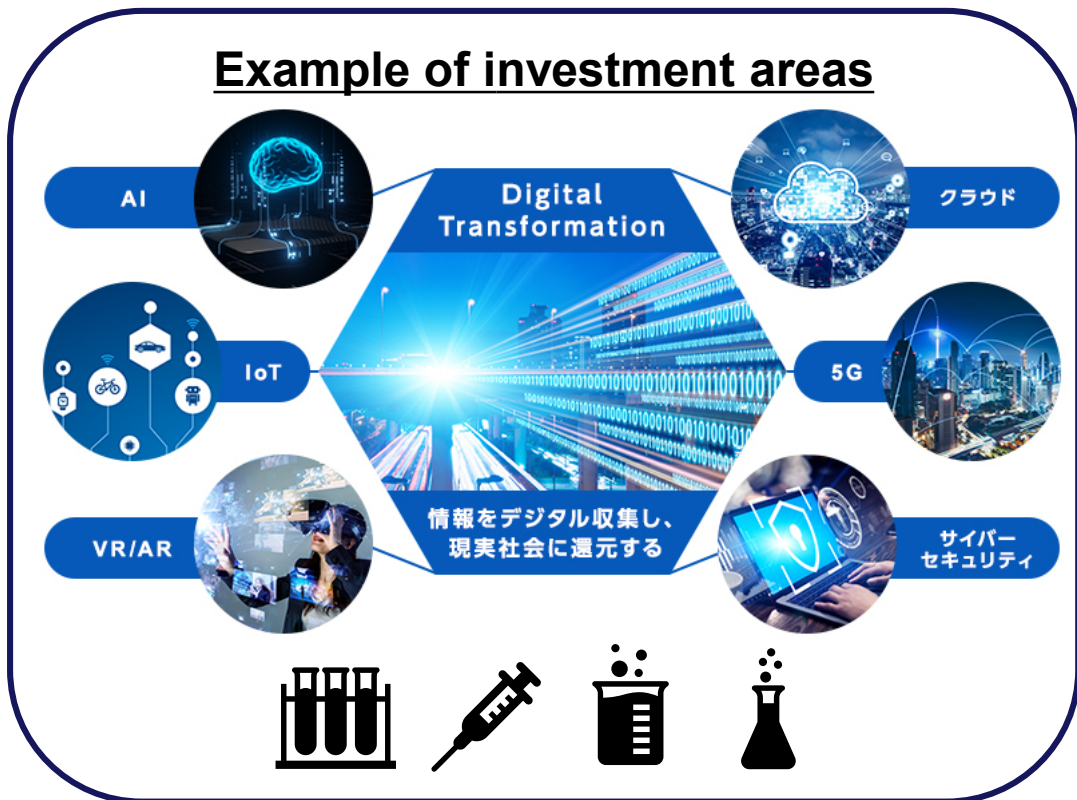 Example of investment areas
AI
Digital
Transformation
クラウド
IoT
5G
VR/AR
情報をデジタル収集し、
現実社会に還元する
サイバー
セキュリティ